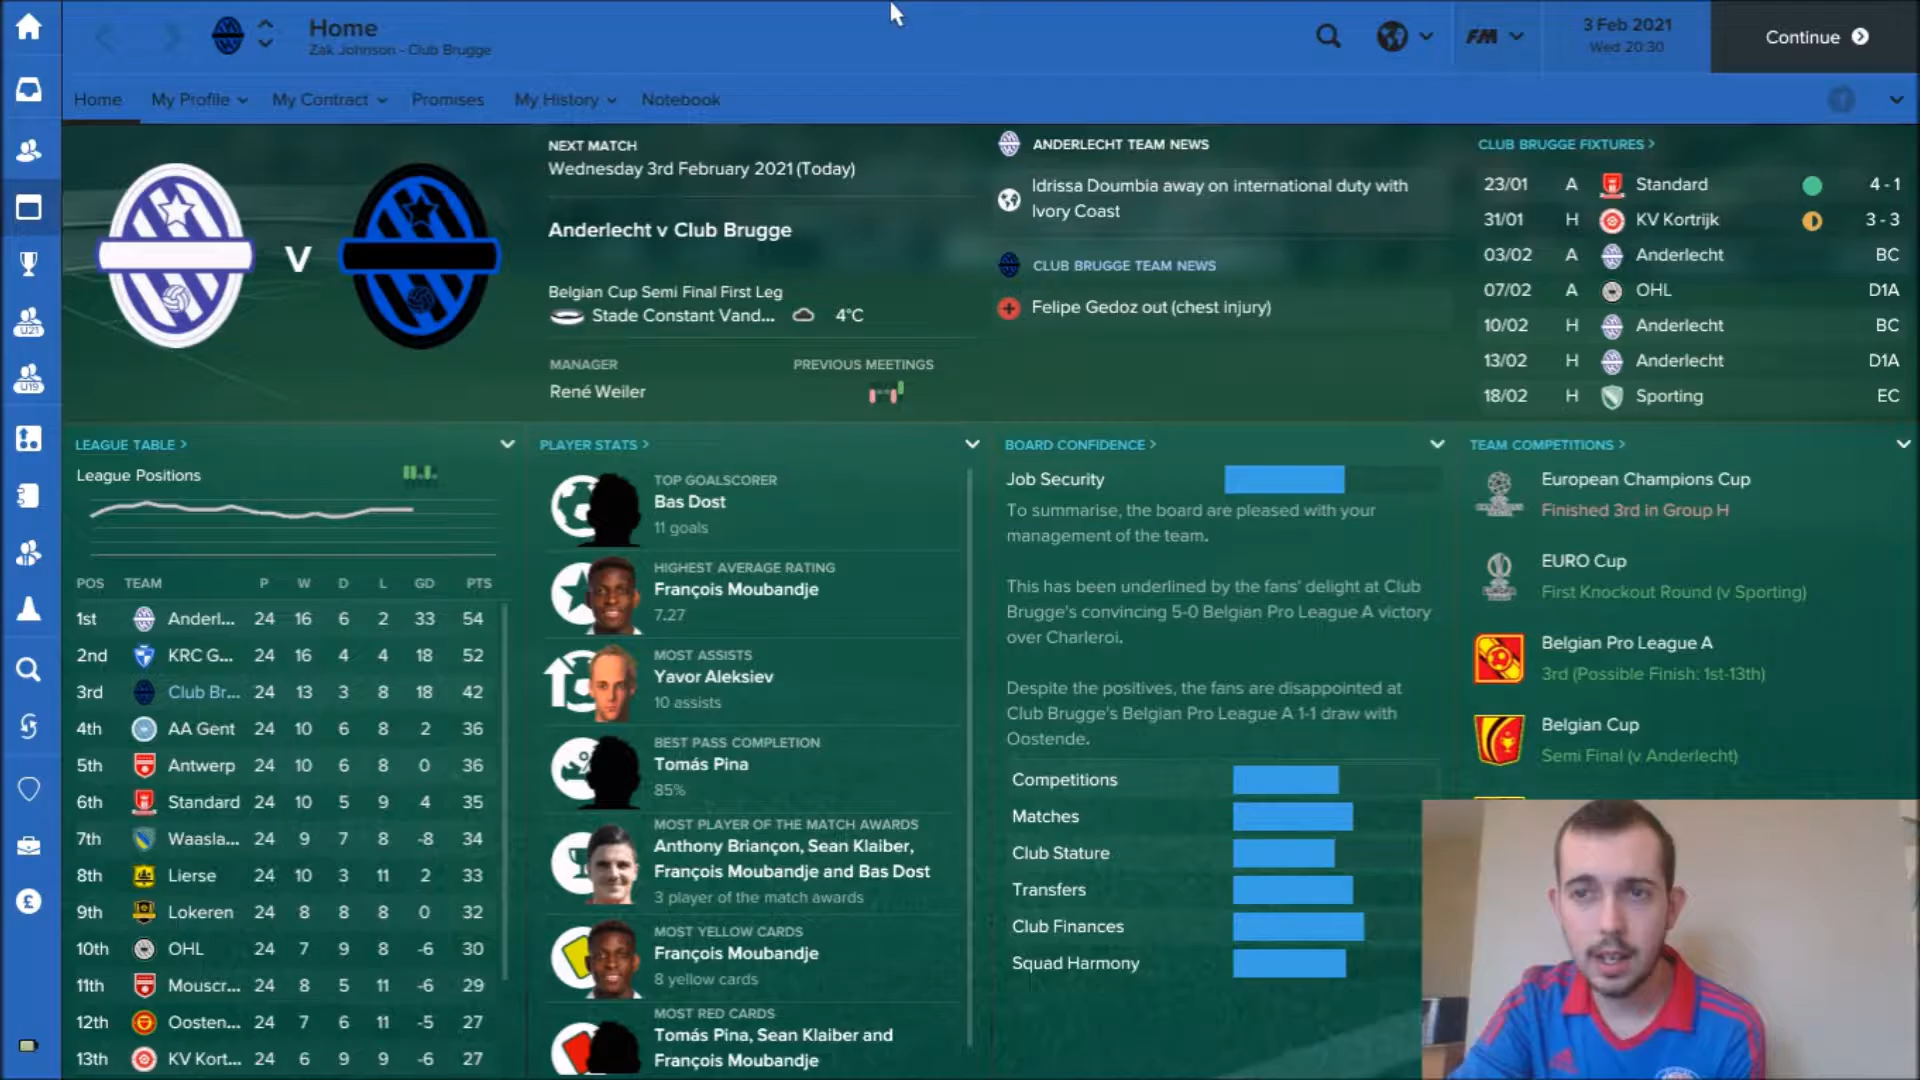 Home
Zak Johnson - Club Brugge
FM
3 Feb 2021
Wed 20:30
Continue
Home
My Profile
My Contract
Promises
My History
Notebook
U21
U19
V
NEXT MATCH
Wednesday 3rd February 2021 (Today)
Anderlecht v Club Brugge
Belgian Cup Semi Final First Leg
Stade Constant Vand... 4°C
MANAGER
René Weiler
PREVIOUS MEETINGS
ANDERLECHT TEAM NEWS
Idrissa Doumbia away on international duty with
Ivory Coast
CLUB BRUGGE TEAM NEWS
Felipe Gedoz out (chest injury)
CLUB BRUGGE FIXTURES >
23/01 A Standard 4 - 1
31/01 H KV Kortrijk 3 - 3
03/02 A Anderlecht BC
07/02 A OHL D1A
10/02 H Anderlecht BC
13/02 H Anderlecht D1A
18/02 H Sporting EC
LEAGUE TABLE >
League Positions
POS TEAM P W D L GD PTS
1st Anderl... 24 16 6 2 33 54
2nd KRC G... 24 16 4 4 18 52
3rd Club Br... 24 13 3 8 18 42
4th AA Gent 24 10 6 8 2 36
5th Antwerp 24 10 6 8 0 36
6th Standard 24 10 5 9 4 35
7th Waasla... 24 9 7 8 -8 34
8th Lierse 24 10 3 11 2 33
9th Lokeren 24 8 8 8 0 32
10th OHL 24 7 9 8 -6 30
11th Mouscr... 24 8 5 11 -6 29
12th Oosten... 24 7 6 11 -5 27
13th KV Kort... 24 6 9 9 -6 27
PLAYER STATS >
TOP GOALSCORER
Bas Dost
11 goals
HIGHEST AVERAGE RATING
François Moubandje
7.27
MOST ASSISTS
Yavor Aleksiev
10 assists
BEST PASS COMPLETION
Tomás Pina
85%
MOST PLAYER OF THE MATCH AWARDS
Anthony Briançon, Sean Klaiber,
François Moubandje and Bas Dost
3 player of the match awards
MOST YELLOW CARDS
François Moubandje
8 yellow cards
MOST RED CARDS
Tomás Pina, Sean Klaiber and
François Moubandje
BOARD CONFIDENCE >
Job Security
To summarise, the board are pleased with your
management of the team.
This has been underlined by the fans' delight at Club
Brugge's convincing 5-0 Belgian Pro League A victory
over Charleroi.
Despite the positives, the fans are disappointed at
Club Brugge's Belgian Pro League A 1-1 draw with
Oostende.
Competitions
Matches
Club Stature
Transfers
Club Finances
Squad Harmony
TEAM COMPETITIONS >
European Champions Cup
Finished 3rd in Group H
EURO Cup
First Knockout Round (v Sporting)
Belgian Pro League A
3rd (Possible Finish: 1st-13th)
Belgian Cup
Semi Final (v Anderlecht)